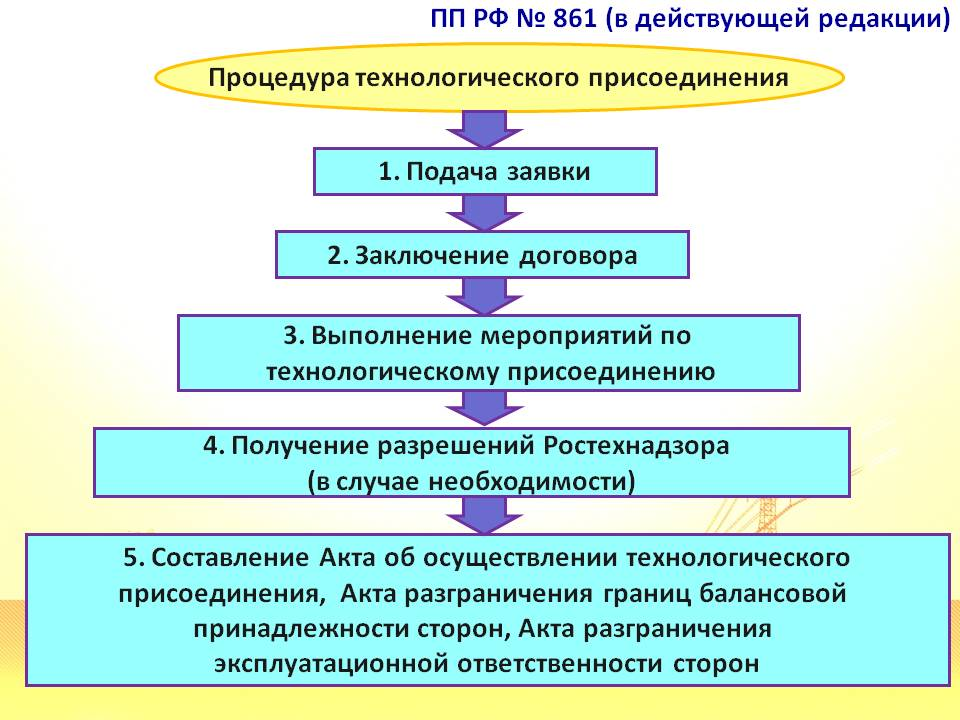 ПП РФ № 861 (в действующей редакции)
Процедура технологического присоединения
1. Подача заявки
2. Заключение договора
3. Выполнение мероприятий по
технологическому присоединению
4. Получение разрешений Ростехнадзора
(в случае необходимости)
5. Составление Акта об осуществлении технологического
присоединения, Акта разграничения границ балансовой
принадлежности сторон, Акта разграничения
эксплуатационной ответственности сторон